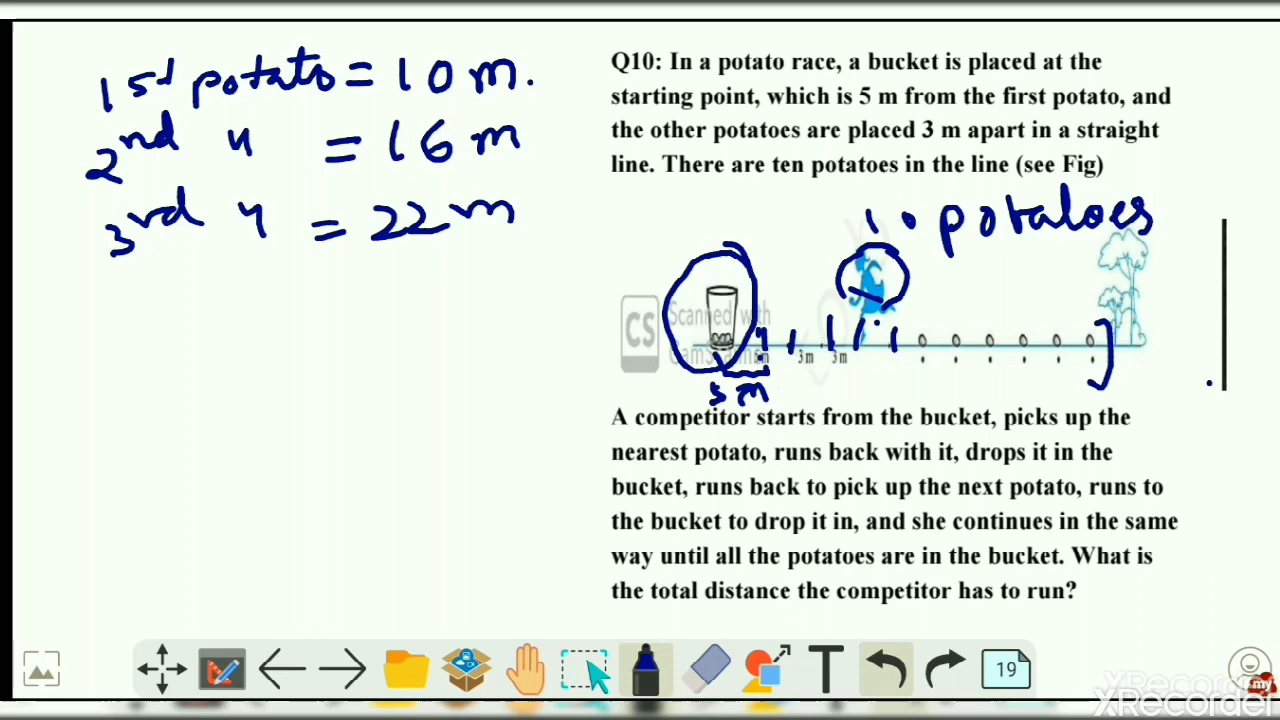 1st potato = 10 m.
2nd 〃 = 16 m
3rd 〃 = 22 m
Q10: In a potato race, a bucket is placed at the
starting point, which is 5 m from the first potato, and
the other potatoes are placed 3 m apart in a straight
line. There are ten potatoes in the line (see Fig)
10 potatoes
CS Scanned with
3m 3m
5 m
A competitor starts from the bucket, picks up the
nearest potato, runs back with it, drops it in the
bucket, runs back to pick up the next potato, runs to
the bucket to drop it in, and she continues in the same
way until all the potatoes are in the bucket. What is
the total distance the competitor has to run?
T 19
my
XRecorder